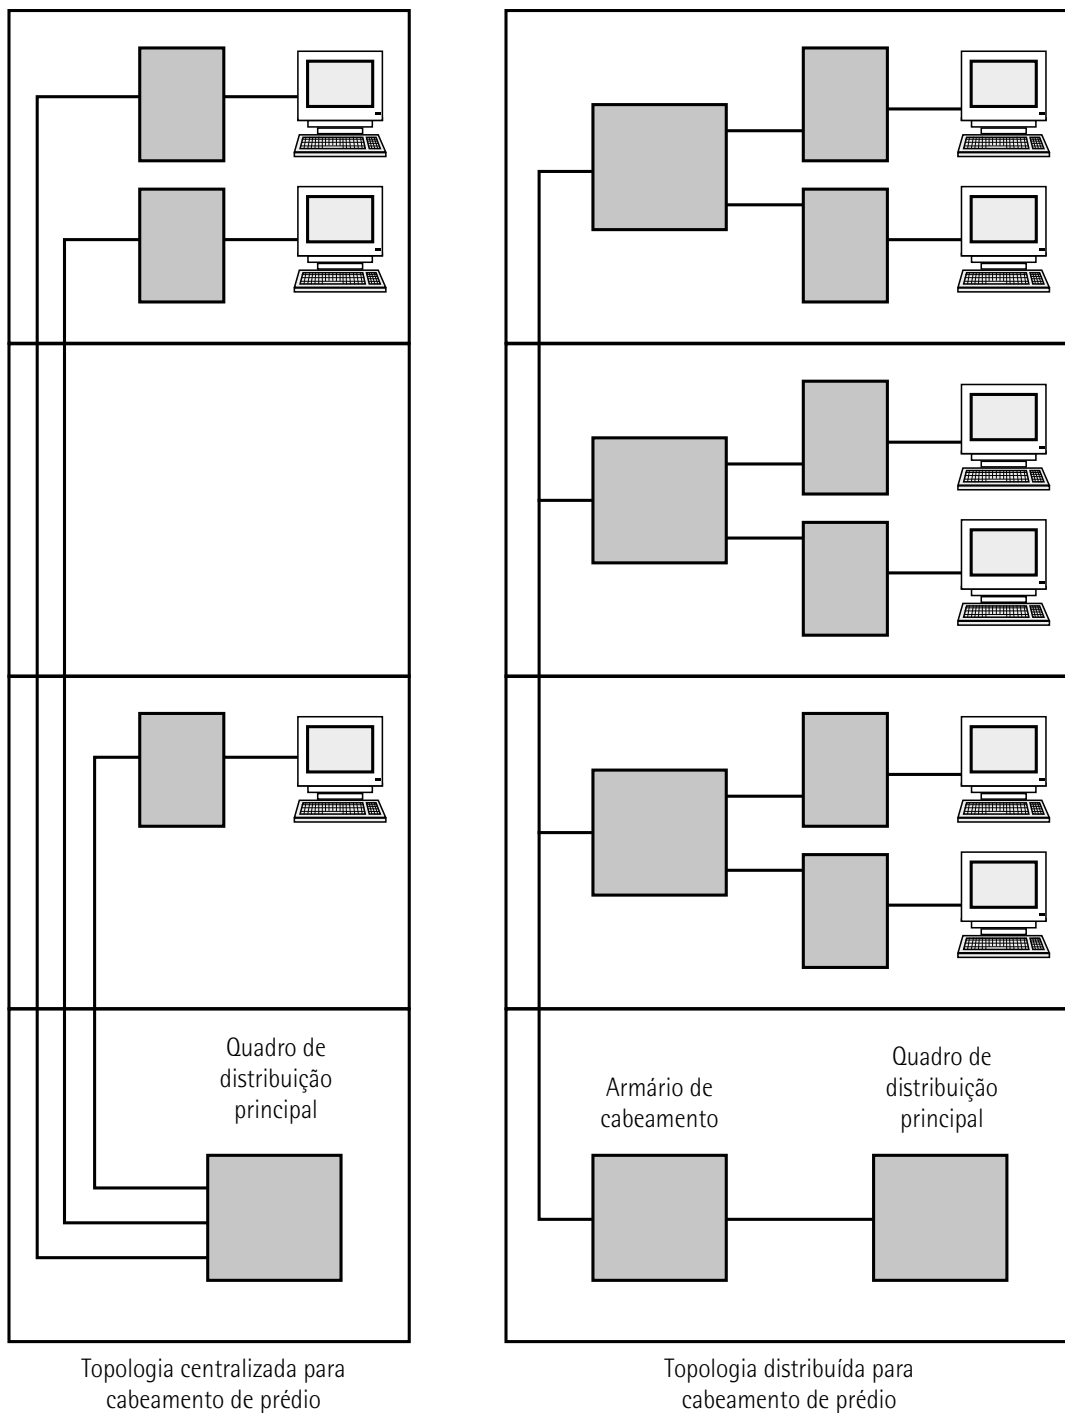 Quadro de
distribuição
principal
Armário de
cabeamento
Quadro de
distribuição
principal
Topologia centralizada para
cabeamento de prédio
Topologia distribuída para
cabeamento de prédio